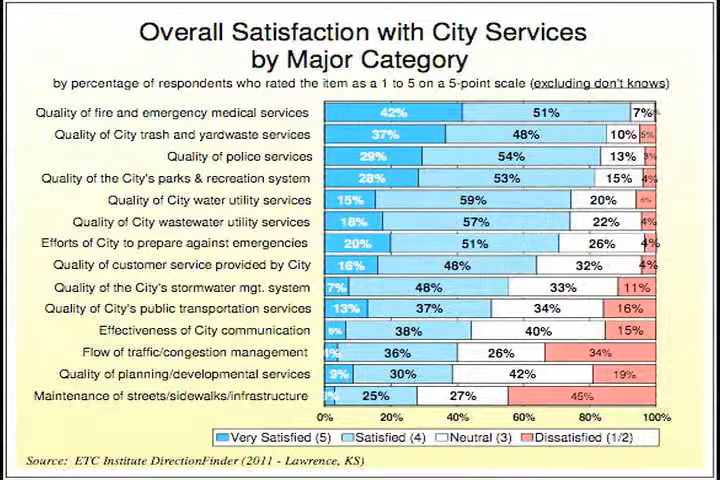 Overall Satisfaction with City Services
by Major Category
by percentage of respondents who rated the item as a 1 to 5 on a 5-point scale (excluding don't knows)
Quality of fire and emergency medical services 42% 51% 7%
Quality of City trash and yardwaste services 37% 48% 10% 5%
Quality of police services 29% 54% 13%
Quality of the City's parks & recreation system 28% 53% 15% 4%
Quality of City water utility services 15% 59% 20% 6%
Quality of City wastewater utility services 18% 57% 22% 4%
Efforts of City to prepare against emergencies 20% 51% 26% 4%
Quality of customer service provided by City 16% 48% 32% 4%
Quality of the City's stormwater mgt. system 7% 48% 33% 11%
Quality of City's public transportation services 13% 37% 34% 16%
Effectiveness of City communication 38% 40% 15%
Flow of traffic/congestion management 4% 36% 26% 34%
Quality of planning/developmental services 9% 30% 42% 19%
Maintenance of streets/sidewalks/infrastructure 3% 25% 27% 45%
0% 20% 40% 60% 80% 100%
Very Satisfied (5) Satisfied (4) Neutral (3) Dissatisfied (1/2)
Source: ETC Institute DirectionFinder (2011 - Lawrence, KS)